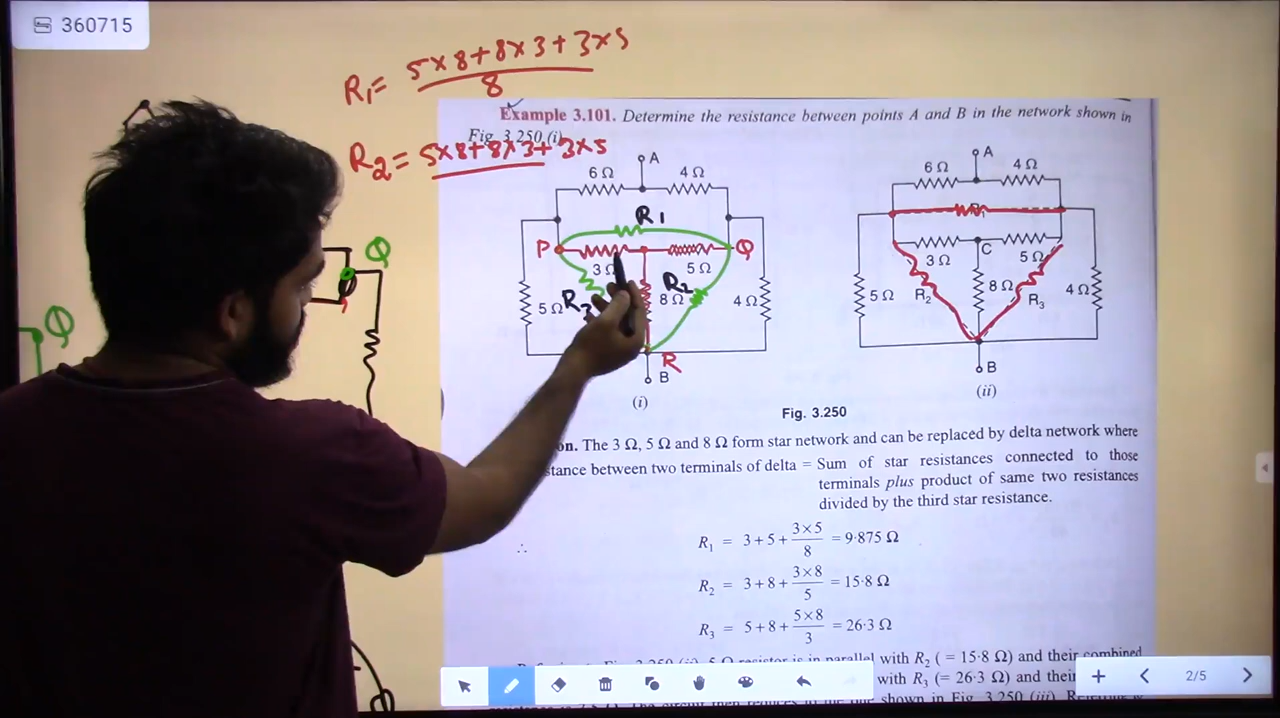 360715
R₁ = 5×8+8×3+3×5
8
R₂ = 5×8+8×3+3×5
Example 3.101. Determine the resistance between points A and B in the network shown in
Fig. 3.250 (i).
A
6 Ω 4 Ω
R1
P Q
3 Ω 5 Ω
R2
R3
5 Ω 8 Ω 4 Ω
R
B
(i)
A
6 Ω 4 Ω
C
3 Ω 5 Ω
5 Ω R₂ 8 Ω R₃ 4 Ω
B
(ii)
Fig. 3.250
Φ
Φ
on. The 3 Ω, 5 Ω and 8 Ω form star network and can be replaced by delta network where
stance between two terminals of delta = Sum of star resistances connected to those
terminals plus product of same two resistances
divided by the third star resistance.
∴ R₁ = 3 + 5 + 3×5/8 = 9·875 Ω
R₂ = 3 + 8 + 3×8/5 = 15·8 Ω
R₃ = 5 + 8 + 5×8/3 = 26·3 Ω
5 Ω resistor is in parallel with R₂ ( = 15·8 Ω) and their combined
with R₃ (= 26·3 Ω) and their
shown in Fig. 3.250 (iii).
2/5